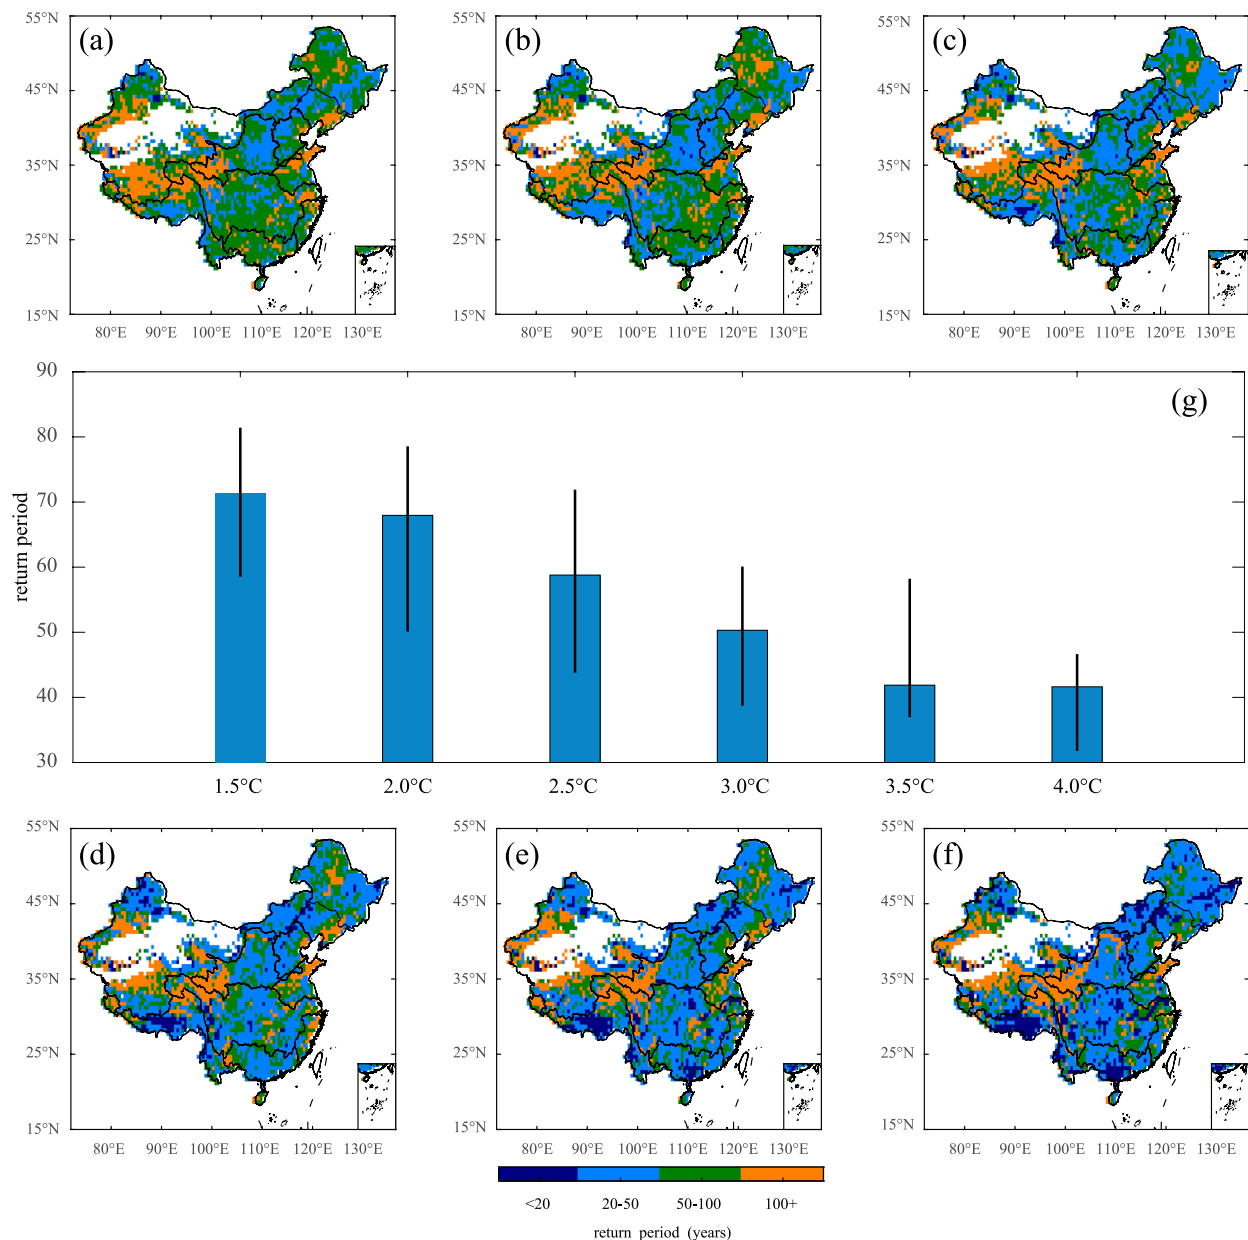 (a) (b) (c)
55°N 55°N 55°N
45°N 45°N 45°N
35°N 35°N 35°N
25°N 25°N 25°N
15°N 15°N 15°N
80°E 90°E 100°E 110°E 120°E 130°E 80°E 90°E 100°E 110°E 120°E 130°E 80°E 90°E 100°E 110°E 120°E 130°E
(g)
return period
90
80
70
60
50
40
30
1.5°C 2.0°C 2.5°C 3.0°C 3.5°C 4.0°C
(d) (e) (f)
55°N 55°N 55°N
45°N 45°N 45°N
35°N 35°N 35°N
25°N 25°N 25°N
15°N 15°N 15°N
80°E 90°E 100°E 110°E 120°E 130°E 80°E 90°E 100°E 110°E 120°E 130°E 80°E 90°E 100°E 110°E 120°E 130°E
<20 20-50 50-100 100+
return period (years)